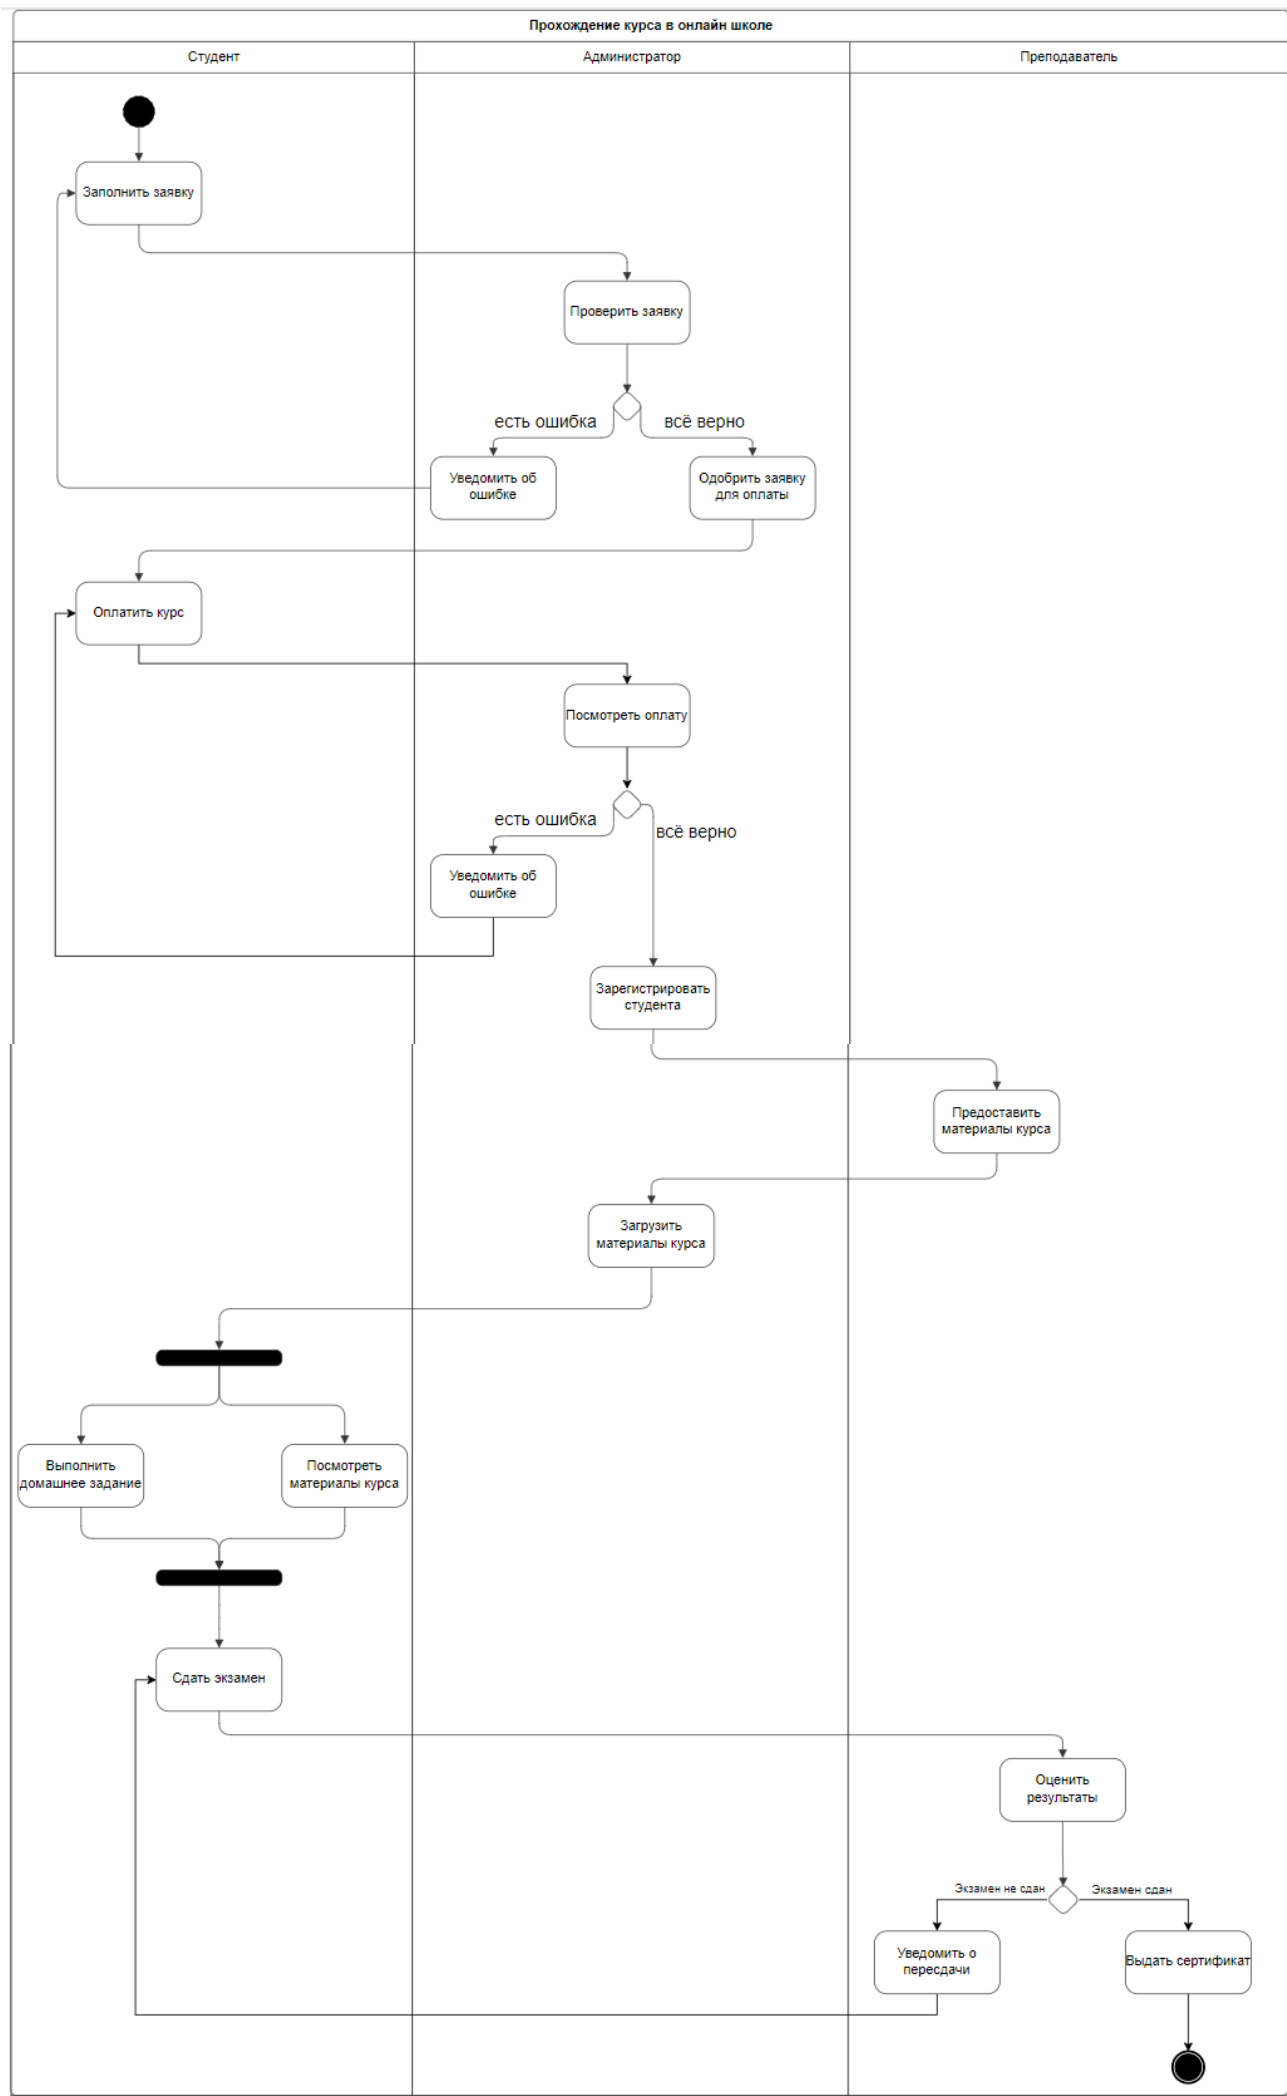 Прохождение курса в онлайн школе
Студент
Администратор
Преподаватель
Заполнить заявку
Проверить заявку
есть ошибка
всё верно
Уведомить об
ошибке
Одобрить заявку
для оплаты
Оплатить курс
Посмотреть оплату
есть ошибка
всё верно
Уведомить об
ошибке
Зарегистрировать
студента
Предоставить
материалы курса
Загрузить
материалы курса
Выполнить
домашнее задание
Посмотреть
материалы курса
Сдать экзамен
Оценить
результаты
Экзамен не сдан
Экзамен сдан
Уведомить о
пересдачи
Выдать сертификат